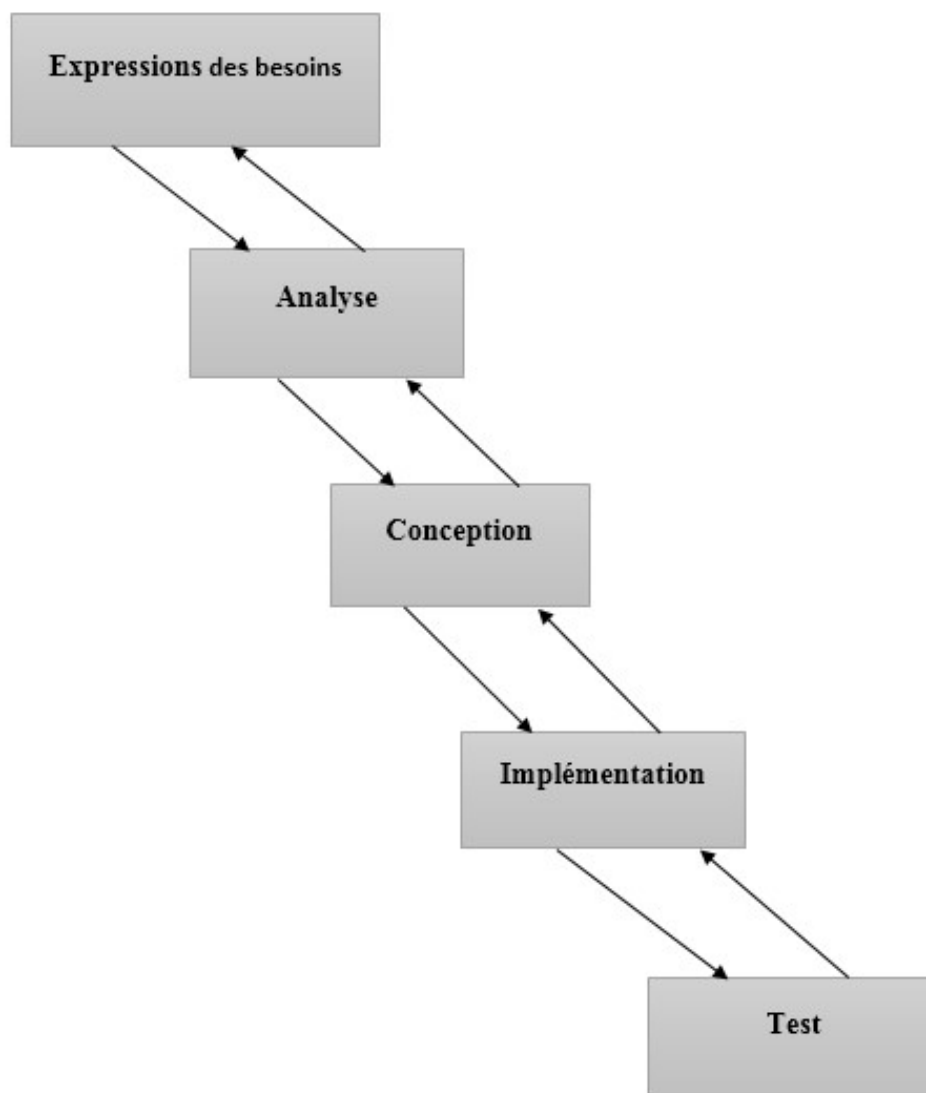 Expressions des besoins
Analyse
Conception
Implémentation
Test